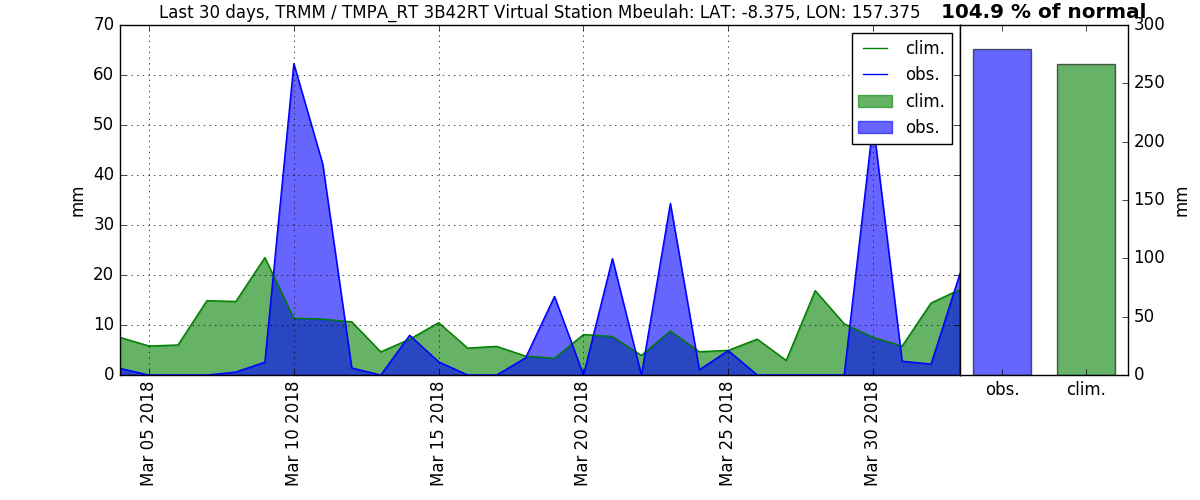 Last 30 days, TRMM / TMPA_RT 3B42RT Virtual Station Mbeulah: LAT: -8.375, LON: 157.375
104.9 % of normal
70
60
50
40
30
20
10
0
mm
clim.
obs.
clim.
obs.
Mar 05 2018
Mar 10 2018
Mar 15 2018
Mar 20 2018
Mar 25 2018
Mar 30 2018
300
250
200
150
100
50
0
mm
obs.
clim.